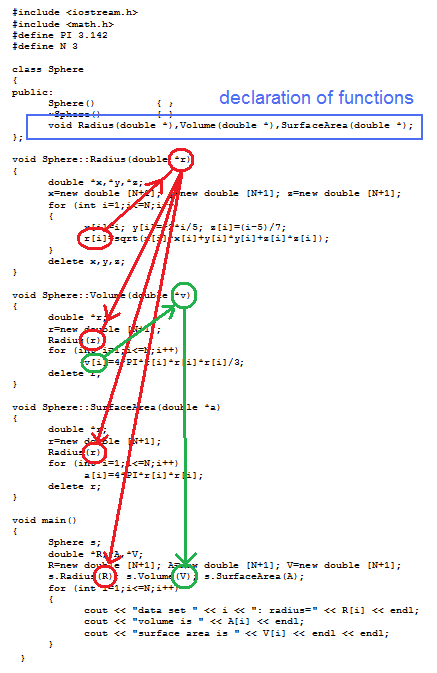 #include <iostream.h>
#include <math.h>
#define PI 3.142
#define N 3
class Sphere
{
public:
declaration of functions
Sphere() { ;
void Radius(double *),Volume(double *),SurfaceArea(double *);
};
void Sphere::Radius(double *r)
{
double *x,*y,*z;
x=new double [N+1]; y=new double [N+1]; z=new double [N+1];
for (int i=1;i<=N;i++)
{
x[i]=i; z[i]=(i-5)/7;
r[i]=sqrt(x[i]*x[i]+y[i]*y[i]+z[i]*z[i]);
}
delete x,y,z;
}
void Sphere::Volume(double *v)
{
double *r;
r=new double [N+1];
Radius(r);
for (int i=1;i<=N;i++)
v[i]=4*PI*r[i]*r[i]*r[i]/3;
delete r;
}
void Sphere::SurfaceArea(double *a)
{
double *r;
r=new double [N+1];
Radius(r);
for (int i=1;i<=N;i++)
a[i]=4*PI*r[i]*r[i];
delete r;
}
void main()
{
Sphere s;
double *R,*A,*V;
R=new double [N+1]; A=new double [N+1]; V=new double [N+1];
s.Radius(R); s.Volume(V); s.SurfaceArea(A);
for (int i=1;i<=N;i++)
{
cout << "data set " << i << ": radius=" << R[i] << endl;
cout << "volume is " << A[i] << endl;
cout << "surface area is " << V[i] << endl << endl;
}
}